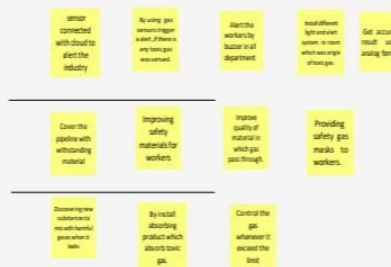 sensor
connected
with cloud to
alert the
industry
By using gas
sensors trigger
a alert, if there is
any toxic gas
was sensed.
Alert the
workers by
buzzer in all
department
Install different
light and alert
system in room
which was origin
of toxic gas.
Get accu
result us
analog for
Cover the
pipeline with
withstanding
material
Improving
safety
materials for
workers
Improve
quality of
material in
which gas
pass through.
Providing
safety gas
masks to
workers.
Discovering new
substances to
mix with harmful
gases when it
leaks
By install
absorbing
product which
absorb toxic
gas.
Control the
gas
whenever it
exceed the
limit